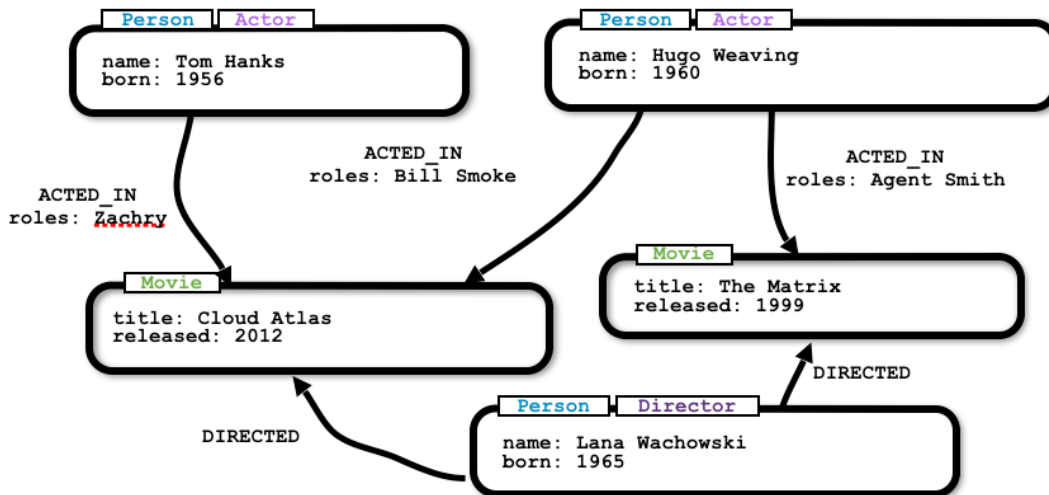 Person Actor
name: Tom Hanks
born: 1956
Person Actor
name: Hugo Weaving
born: 1960
ACTED_IN
roles: Zachry
ACTED_IN
roles: Bill Smoke
ACTED_IN
roles: Agent Smith
Movie
title: Cloud Atlas
released: 2012
Movie
title: The Matrix
released: 1999
DIRECTED
DIRECTED
Person Director
name: Lana Wachowski
born: 1965